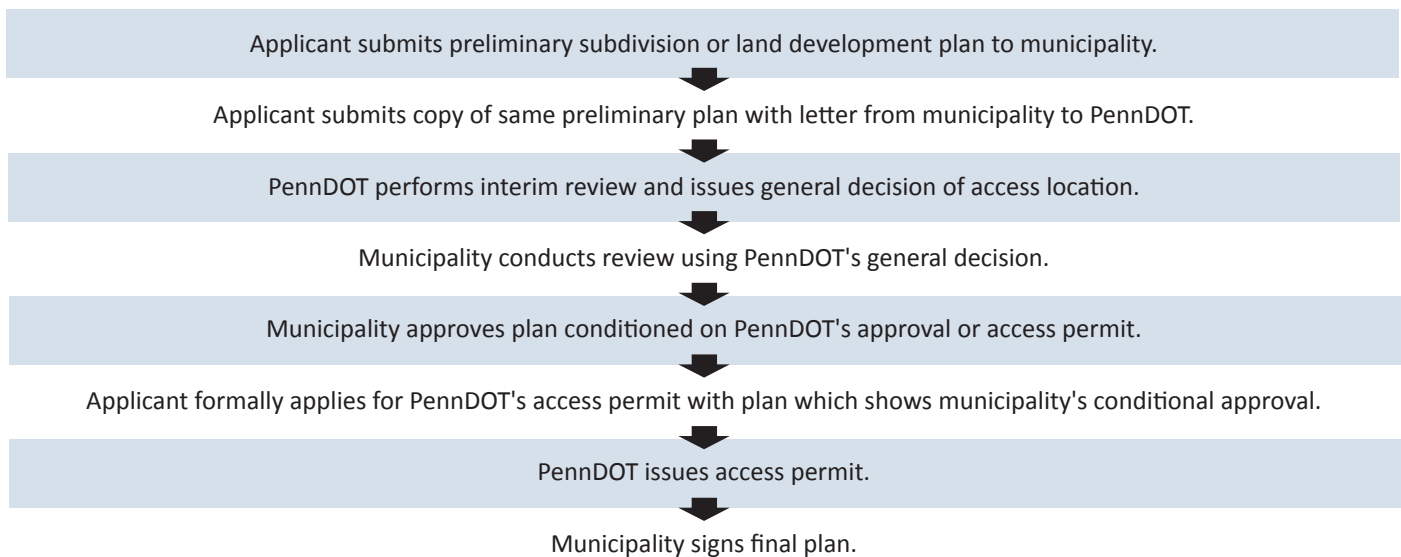 Applicant submits preliminary subdivision or land development plan to municipality.
Applicant submits copy of same preliminary plan with letter from municipality to PennDOT.
PennDOT performs interim review and issues general decision of access location.
Municipality conducts review using PennDOT's general decision.
Municipality approves plan conditioned on PennDOT's approval or access permit.
Applicant formally applies for PennDOT's access permit with plan which shows municipality's conditional approval.
PennDOT issues access permit.
Municipality signs final plan.